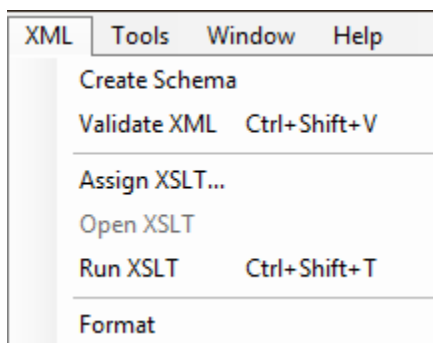 XML Tools Window Help
Create Schema
Validate XML Ctrl+Shift+V
Assign XSLT...
Open XSLT
Run XSLT Ctrl+Shift+T
Format